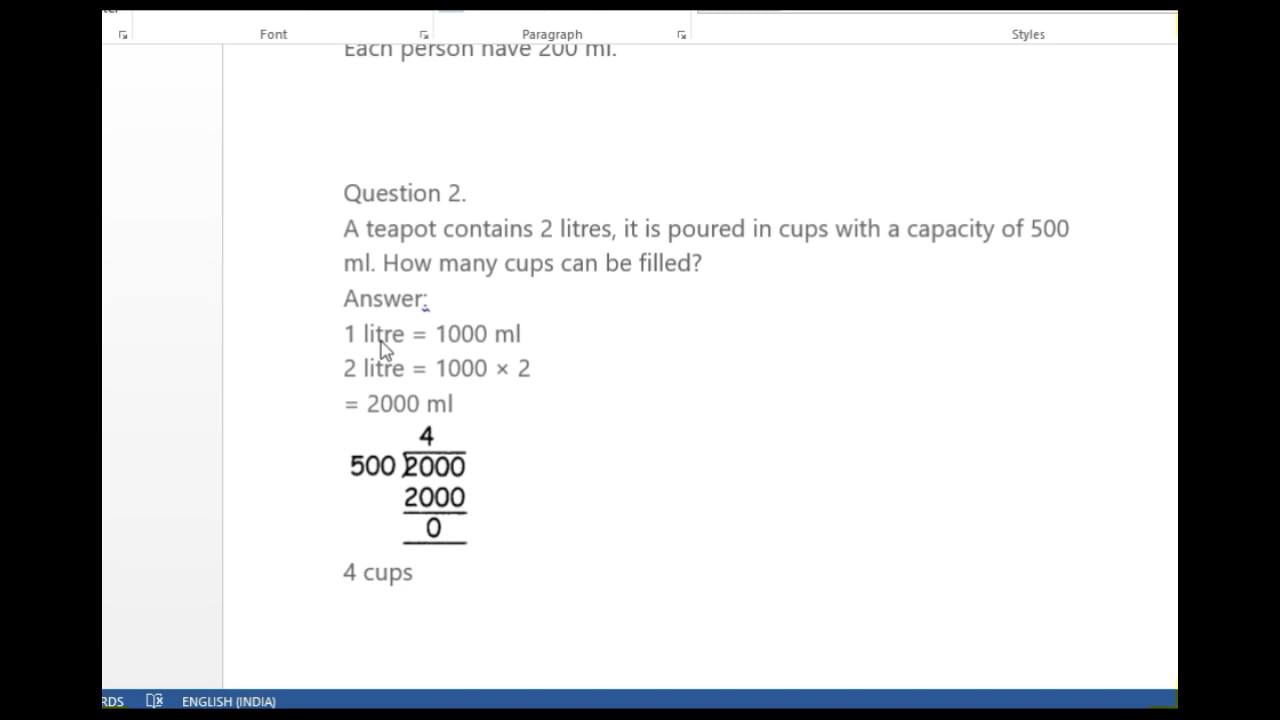 Font Paragraph Styles
Each person have 200 ml.
Question 2.
A teapot contains 2 litres, it is poured in cups with a capacity of 500
ml. How many cups can be filled?
Answer:
1 litre = 1000 ml
2 litre = 1000 × 2
= 2000 ml
4
500 2000
2000
0
4 cups
RDS ENGLISH (INDIA)